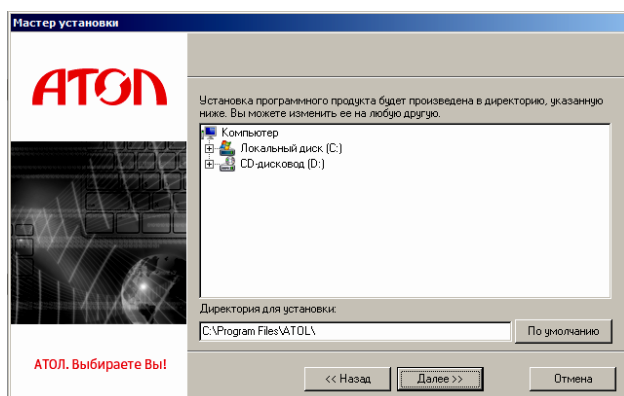 Мастер установки
АТОЛ
Установка программного продукта будет произведена в директорию, указанную
ниже. Вы можете изменить ее на любую другую.
Компьютер
Локальный диск (C:)
CD-дисковод (D:)
Директория для установки:
C:\Program Files\ATOL\
По умолчанию
АТОЛ. Выбираете Вы!
<< Назад
Далее >>
Отмена